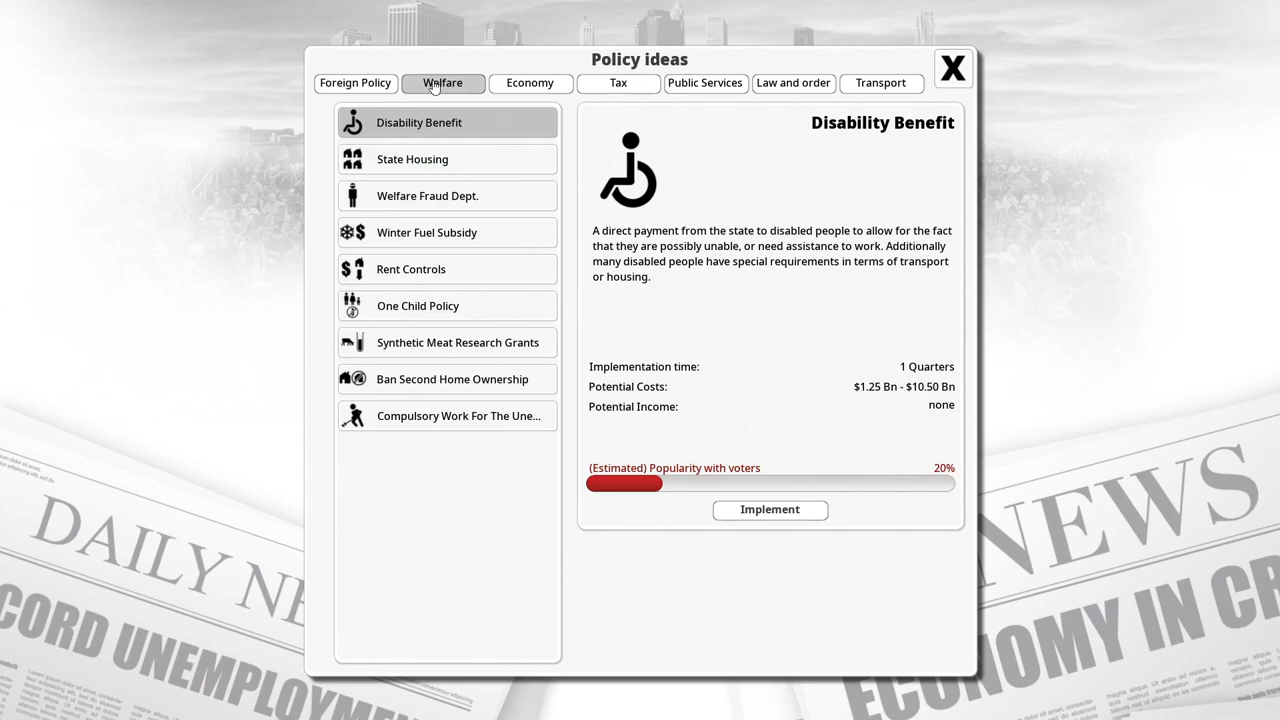 Policy ideas
X
Foreign Policy
Welfare
Economy
Tax
Public Services
Law and order
Transport
Disability Benefit
State Housing
Welfare Fraud Dept.
Winter Fuel Subsidy
Rent Controls
One Child Policy
Synthetic Meat Research Grants
Ban Second Home Ownership
Compulsory Work For The Une...
Disability Benefit
A direct payment from the state to disabled people to allow for the fact
that they are possibly unable, or need assistance to work. Additionally
many disabled people have special requirements in terms of transport
or housing.
Implementation time: 1 Quarters
Potential Costs: $1.25 Bn - $10.50 Bn
Potential Income: none
(Estimated) Popularity with voters 20%
Implement
DAILY NE
CORD UNEMPLOYM
NEWS
ECONOMY IN CR